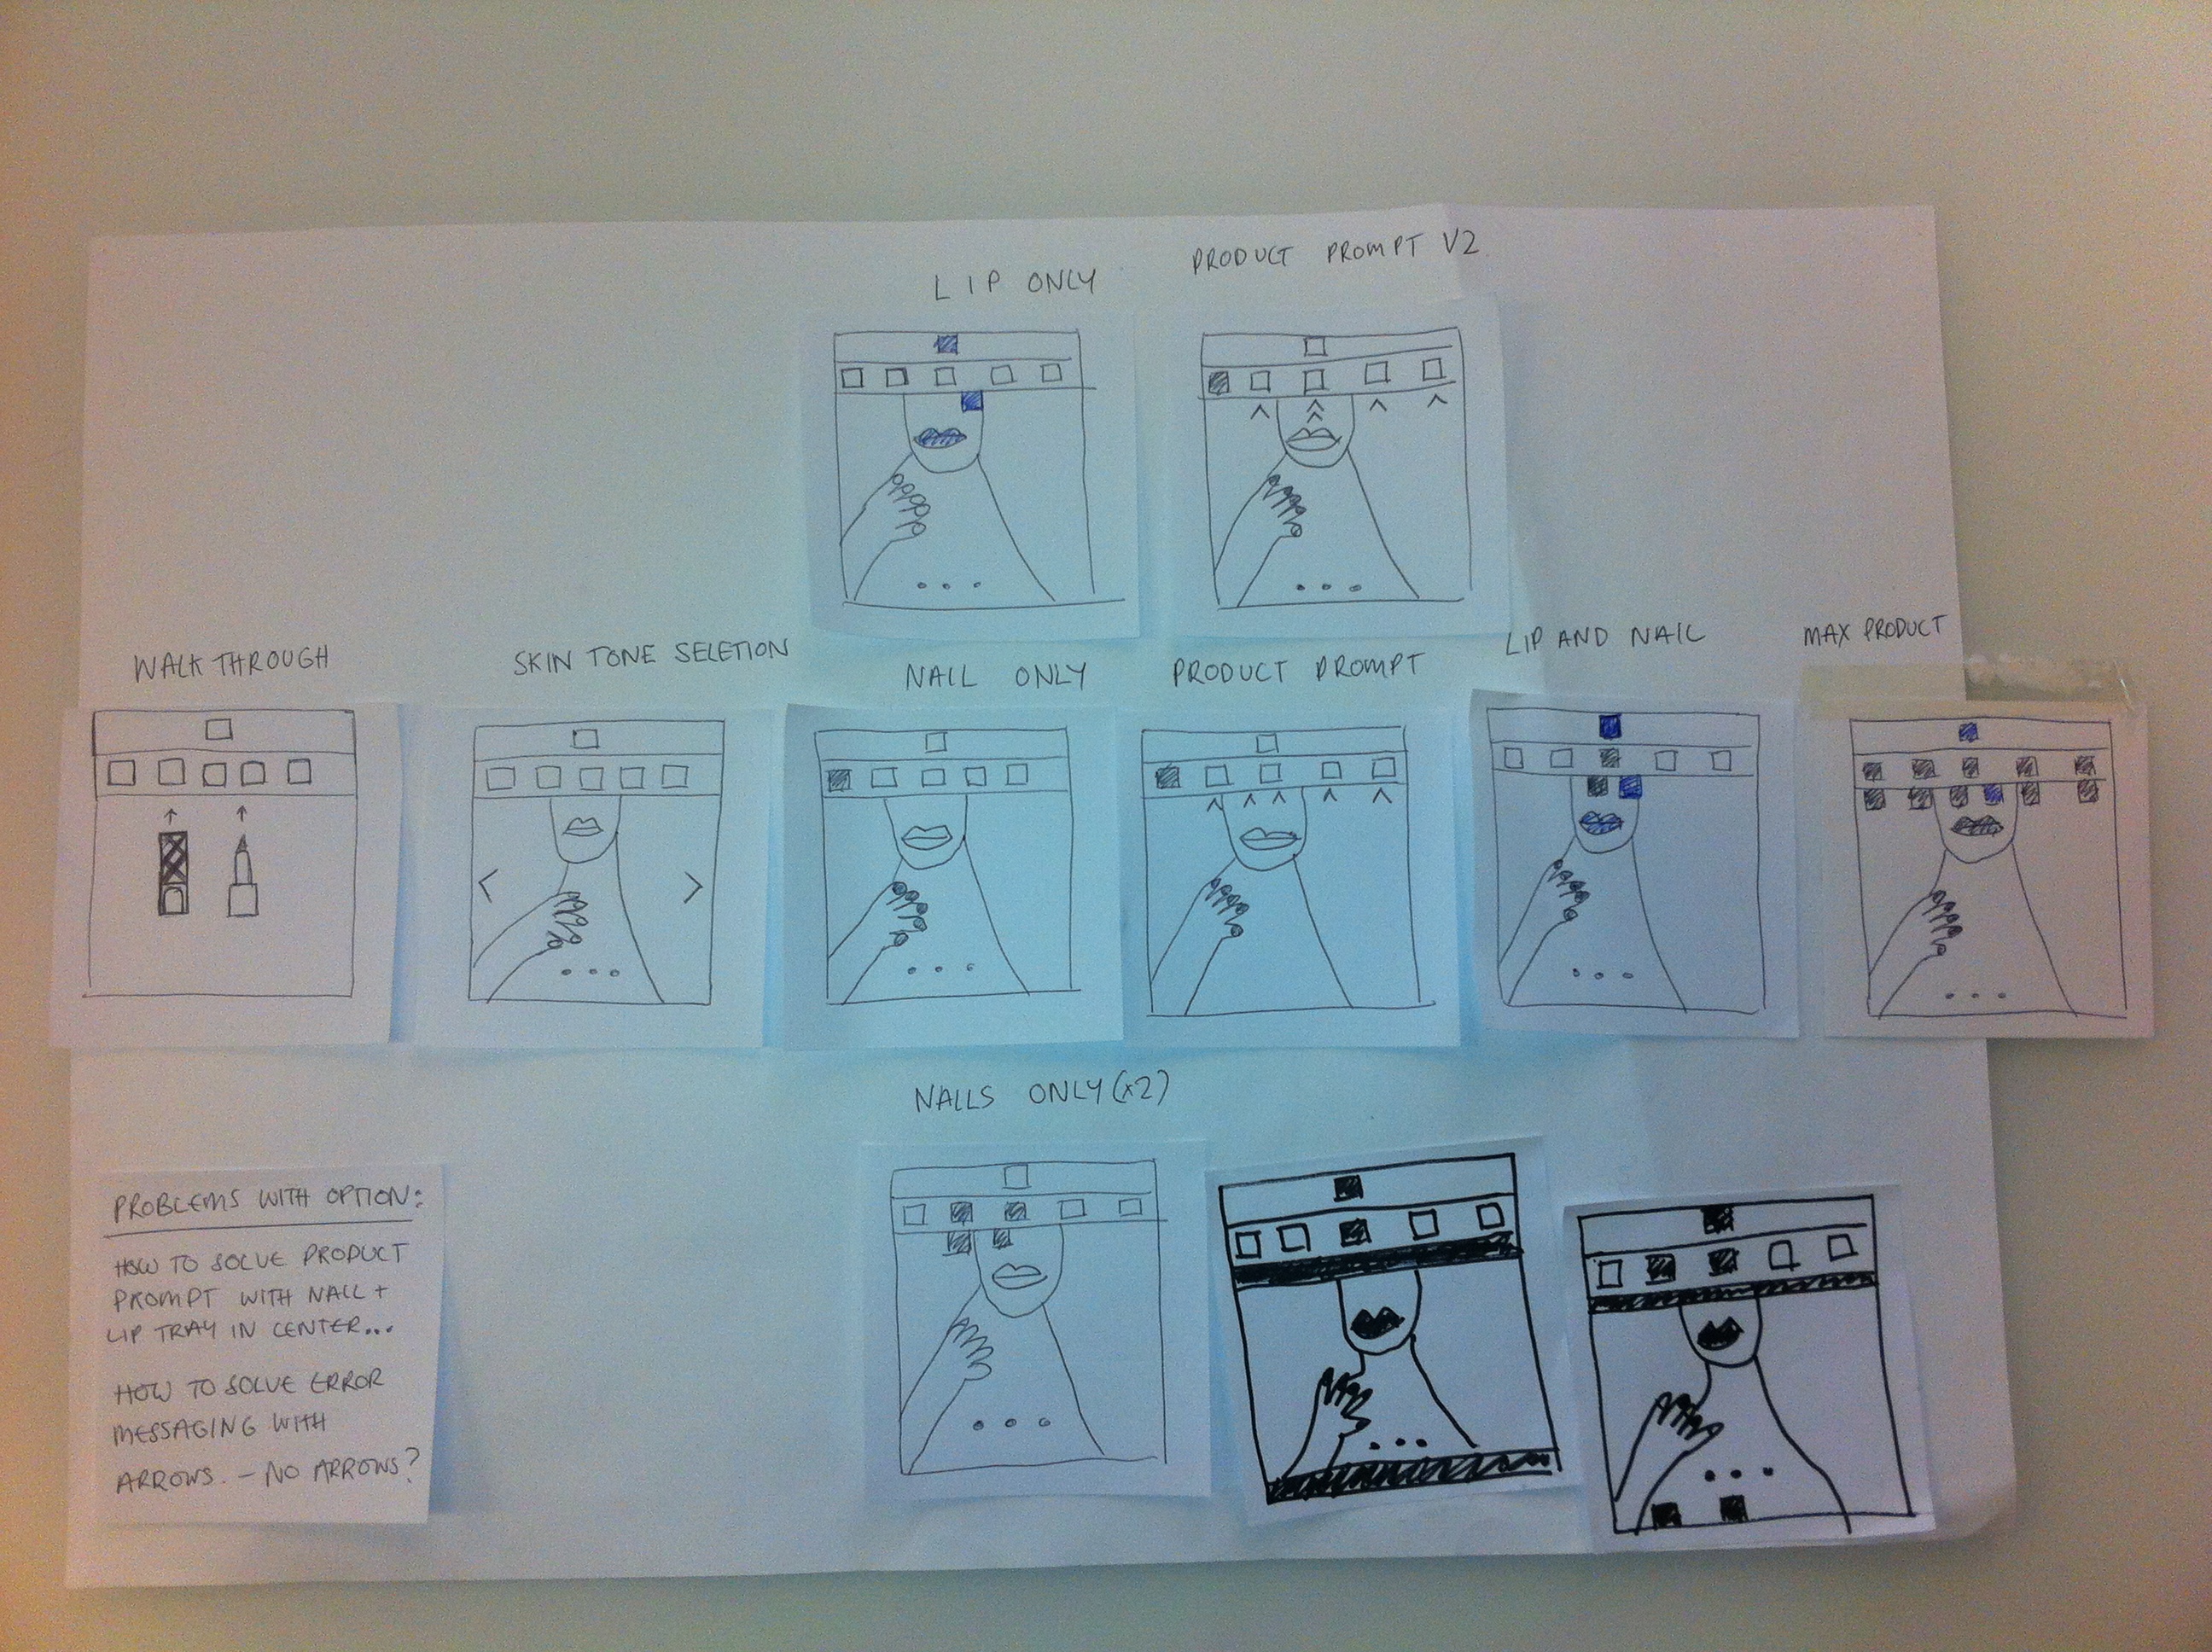 LIP ONLY
PRODUCT PROMPT V2
WALKTHROUGH
SKIN TONE SELETION
NAIL ONLY
PRODUCT PROMPT
LIP AND NAIL
MAX PRODUCT
NAILS ONLY (x2)
PROBLEMS WITH OPTION:
HOW TO SOLVE PRODUCT
PROMPT WITH NAIL +
LIP TRAY IN CENTER...
HOW TO SOLVE ERROR
MESSAGING WITH
ARROWS. - NO ARROWS?